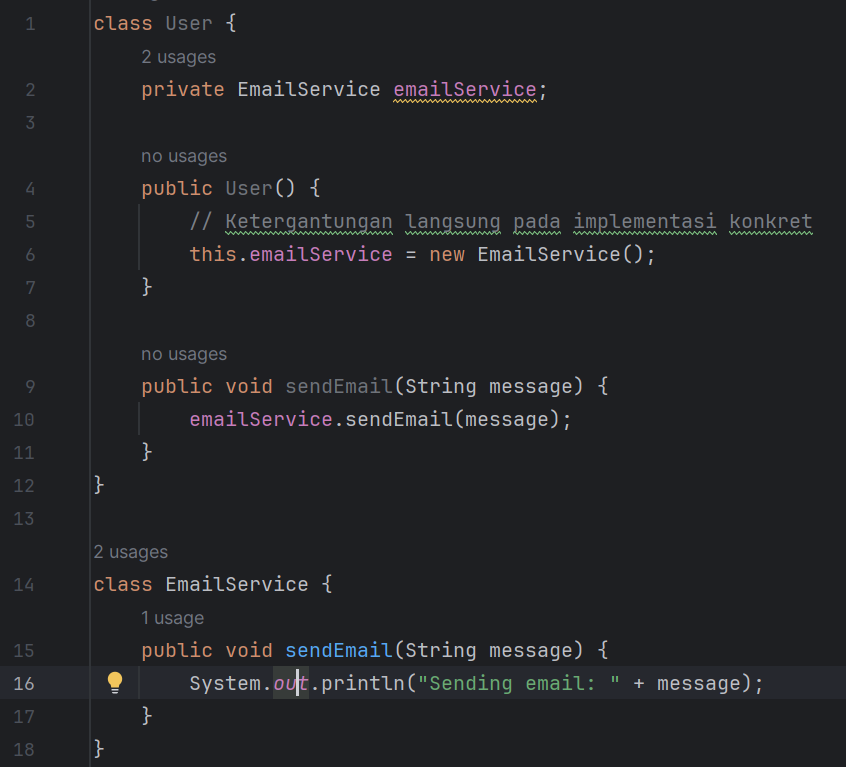 1 class User {
2 usages
2 private EmailService emailService;
3
no usages
4 public User() {
5 // Ketergantungan langsung pada implementasi konkret
6 this.emailService = new EmailService();
7 }
8
no usages
9 public void sendEmail(String message) {
10 emailService.sendEmail(message);
11 }
12 }
13
2 usages
14 class EmailService {
1 usage
15 public void sendEmail(String message) {
16 System.out.println("Sending email: " + message);
17 }
18 }